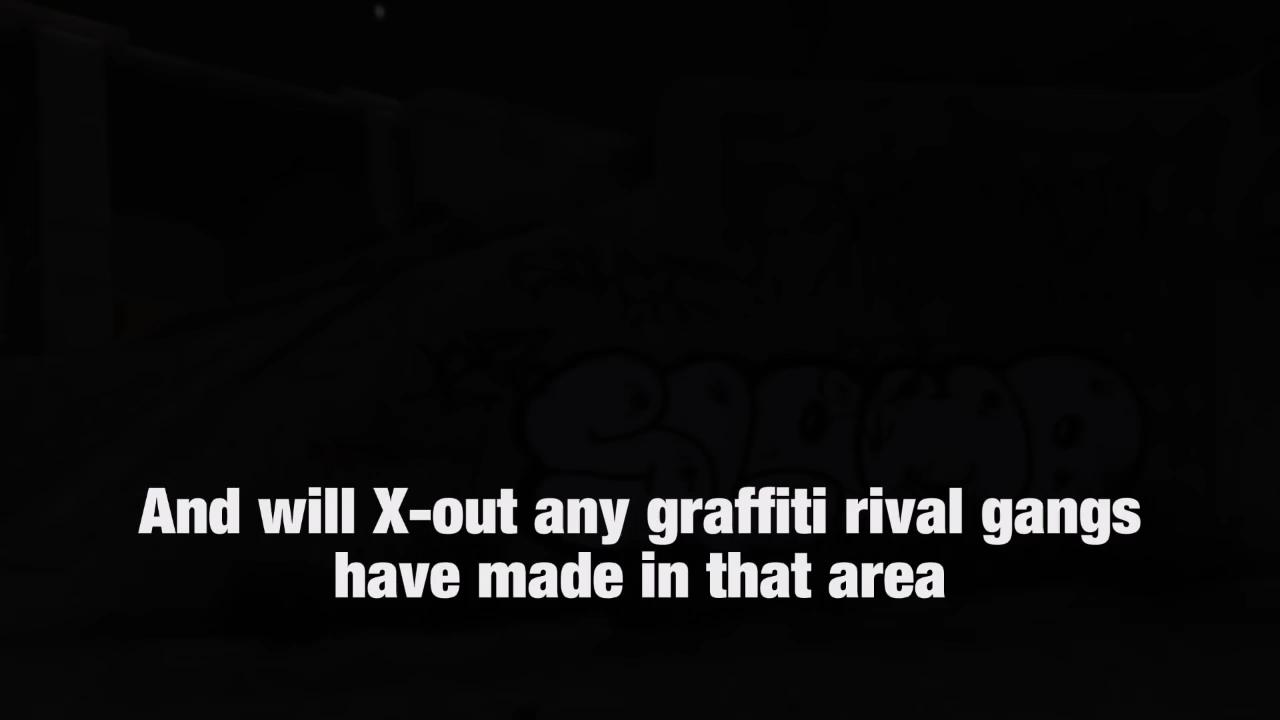 And will X-out any graffiti rival gangs
have made in that area